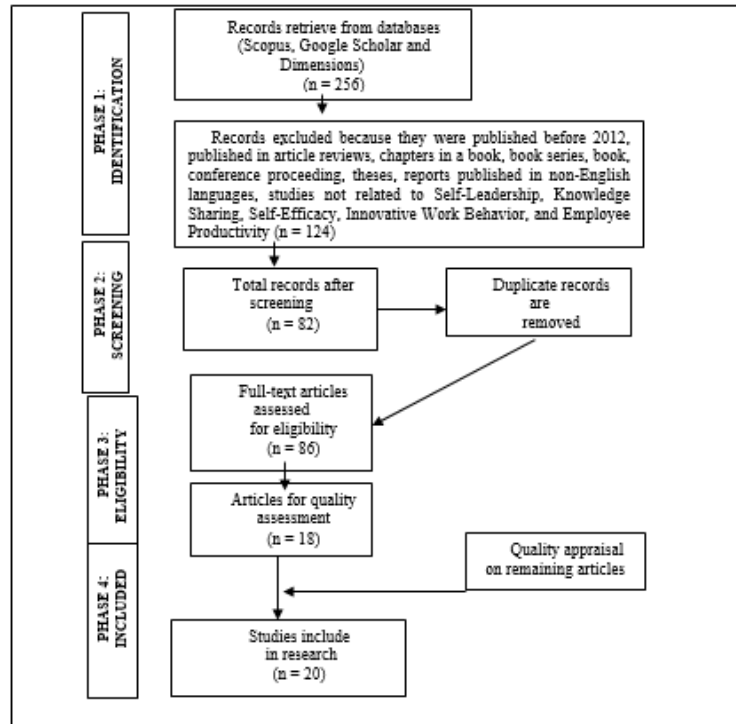 PHASE 1:
IDENTIFICATION
Records retrieve from databases
(Scopus, Google Scholar and
Dimensions)
(n = 256)
Records excluded because they were published before 2012,
published in article reviews, chapters in a book, book series, book,
conference proceeding, theses, reports published in non-English
languages, studies not related to Self-Leadership, Knowledge
Sharing, Self-Efficacy, Innovative Work Behavior, and Employee
Productivity (n = 124)
PHASE 2:
SCREENING
Total records after
screening
(n = 82)
Duplicate records
are
removed
PHASE 3:
ELIGIBILITY
Full-text articles
assessed
for eligibility
(n = 86)
Articles for quality
assessment
(n = 18)
PHASE 4:
INCLUDED
Quality appraisal
on remaining articles
Studies include
in research
(n = 20)